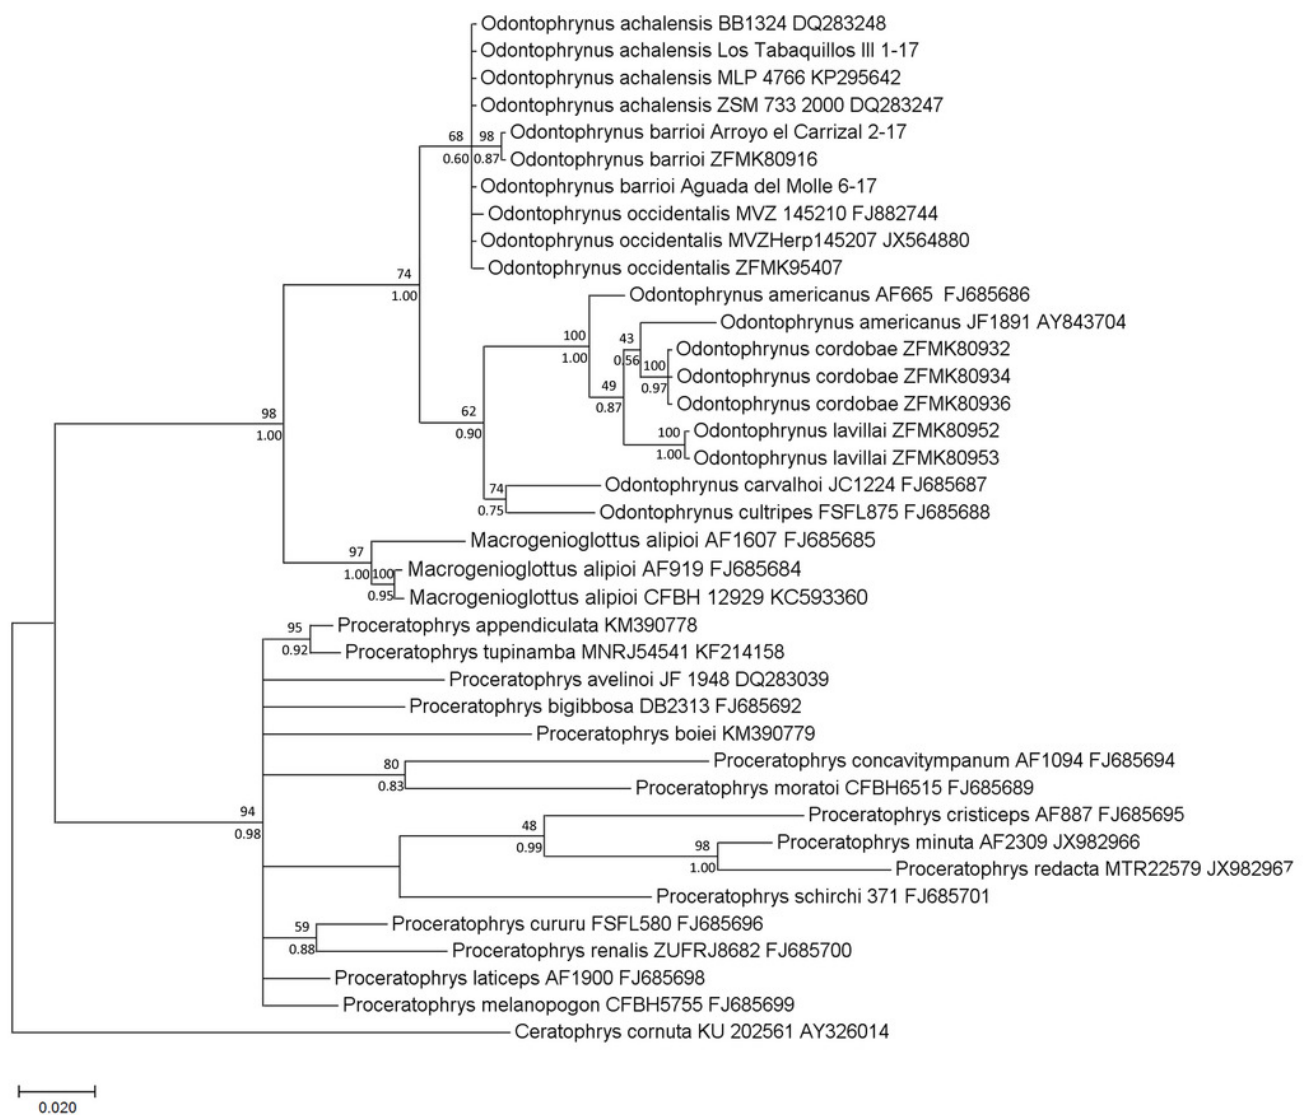 Odontophrynus achalensis BB1324 DQ283248
Odontophrynus achalensis Los Tabaquillos III 1-17
Odontophrynus achalensis MLP 4766 KP295642
Odontophrynus achalensis ZSM 733 2000 DQ283247
68 98 Odontophrynus barrioi Arroyo el Carrizal 2-17
0.60 0.87 Odontophrynus barrioi ZFMK80916
Odontophrynus barrioi Aguada del Molle 6-17
Odontophrynus occidentalis MVZ 145210 FJ882744
Odontophrynus occidentalis MVZHerp145207 JX564880
74 Odontophrynus occidentalis ZFMK95407
1.00 Odontophrynus americanus AF665 FJ685686
Odontophrynus americanus JF1891 AY843704
100 43 Odontophrynus cordobae ZFMK80932
1.00 0.56 100 Odontophrynus cordobae ZFMK80934
49 0.97 Odontophrynus cordobae ZFMK80936
98 62 0.87
1.00 0.90 100 Odontophrynus lavillai ZFMK80952
1.00 Odontophrynus lavillai ZFMK80953
74 Odontophrynus carvalhoi JC1224 FJ685687
0.75 Odontophrynus cultripes FSFL875 FJ685688
97 Macrogenioglottus alipioi AF1607 FJ685685
1.00 100 Macrogenioglottus alipioi AF919 FJ685684
0.95 Macrogenioglottus alipioi CFBH 12929 KC593360
95 Proceratophrys appendiculata KM390778
0.92 Proceratophrys tupinamba MNRJ54541 KF214158
Proceratophrys avelinoi JF 1948 DQ283039
Proceratophrys bigibbosa DB2313 FJ685692
Proceratophrys boiei KM390779
80 Proceratophrys concavitympanum AF1094 FJ685694
0.83 Proceratophrys moratoi CFBH6515 FJ685689
94 48 Proceratophrys cristiceps AF887 FJ685695
0.98 0.99 98 Proceratophrys minuta AF2309 JX982966
1.00 Proceratophrys redacta MTR22579 JX982967
Proceratophrys schirchi 371 FJ685701
59 Proceratophrys cururu FSFL580 FJ685696
0.88 Proceratophrys renalis ZUFRJ8682 FJ685700
Proceratophrys laticeps AF1900 FJ685698
Proceratophrys melanopogon CFBH5755 FJ685699
Ceratophrys cornuta KU 202561 AY326014
0.020